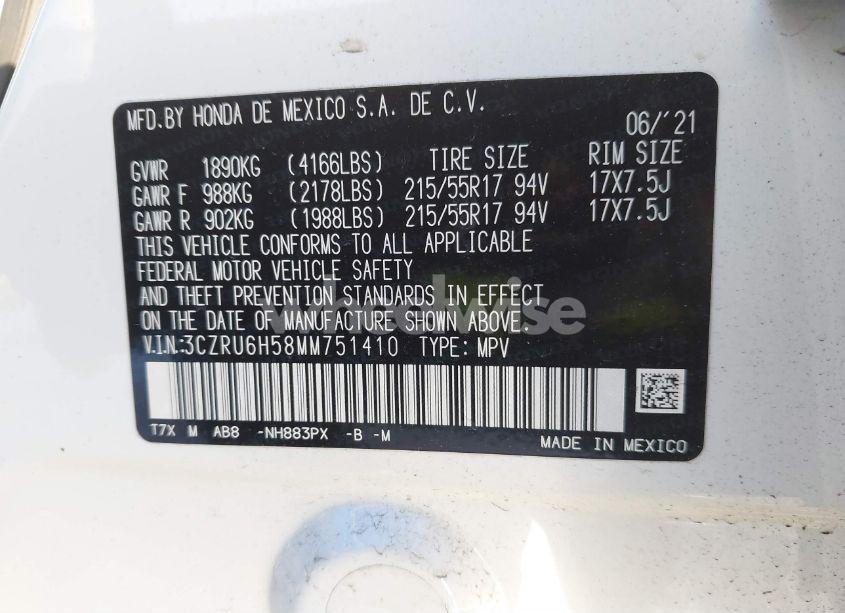 MFD.BY HONDA DE MEXICO S.A. DE C.V. 06/'21
GVWR 1890KG (4166LBS) TIRE SIZE RIM SIZE
GAWR F 988KG (2178LBS) 215/55R17 94V 17X7.5J
GAWR R 902KG (1988LBS) 215/55R17 94V 17X7.5J
THIS VEHICLE CONFORMS TO ALL APPLICABLE
FEDERAL MOTOR VEHICLE SAFETY
AND THEFT PREVENTION STANDARDS IN EFFECT
ON THE DATE OF MANUFACTURE SHOWN ABOVE.
V.I.N.:3CZRU6H58MM751410 TYPE: MPV
T7X M AB8 -NH883PX -B -M
MADE IN MEXICO
wheelwise